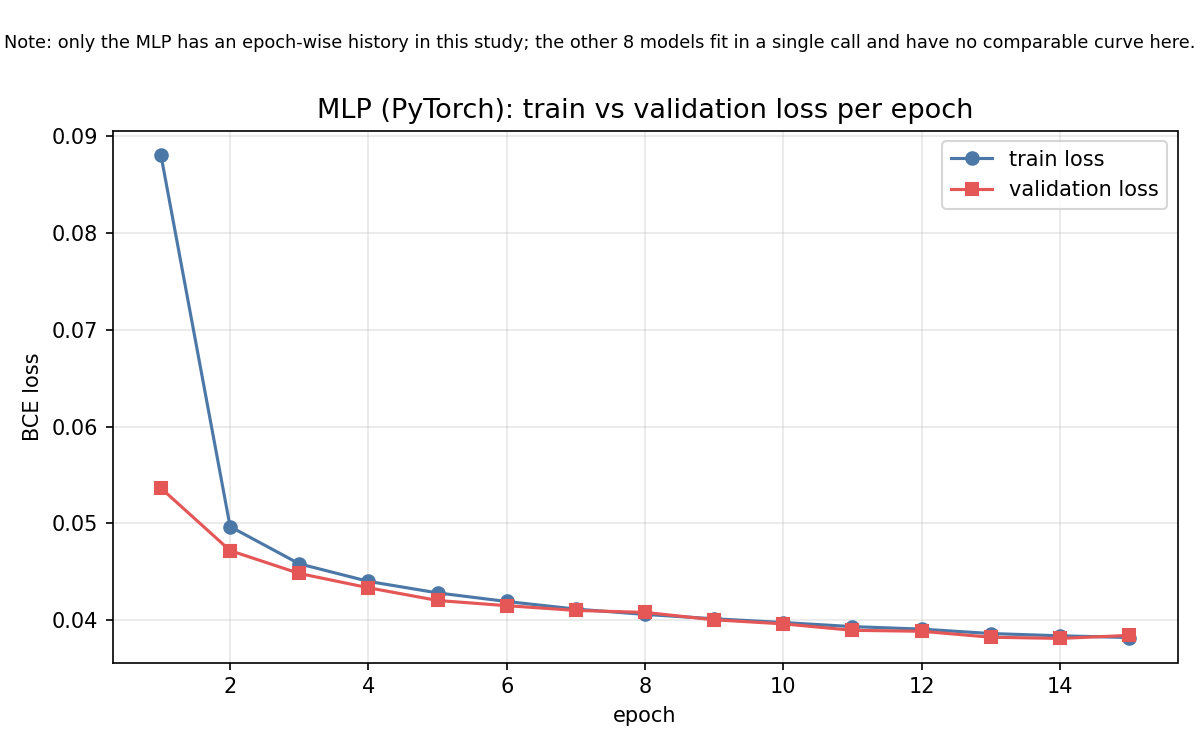 Note: only the MLP has an epoch-wise history in this study; the other 8 models fit in a single call and have no comparable curve here.
MLP (PyTorch): train vs validation loss per epoch
train loss
validation loss
BCE loss
0.09
0.08
0.07
0.06
0.05
0.04
2 4 6 8 10 12 14
epoch